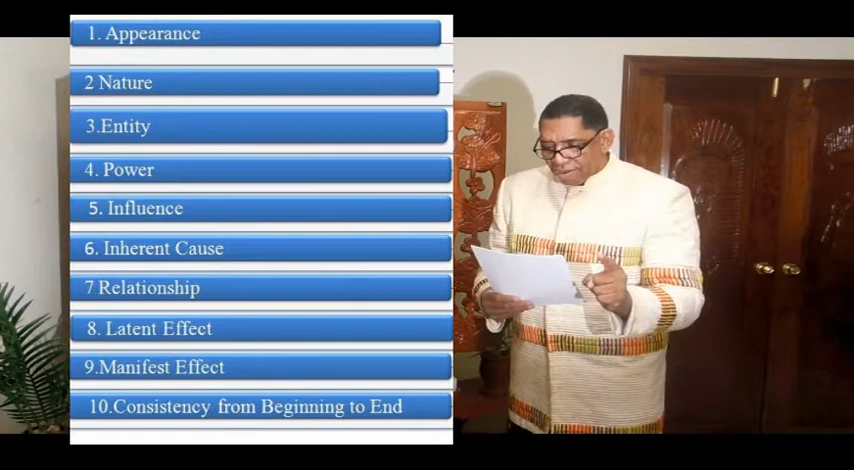 1. Appearance
2 Nature
3.Entity
4. Power
5. Influence
6. Inherent Cause
7 Relationship
8. Latent Effect
9.Manifest Effect
10.Consistency from Beginning to End